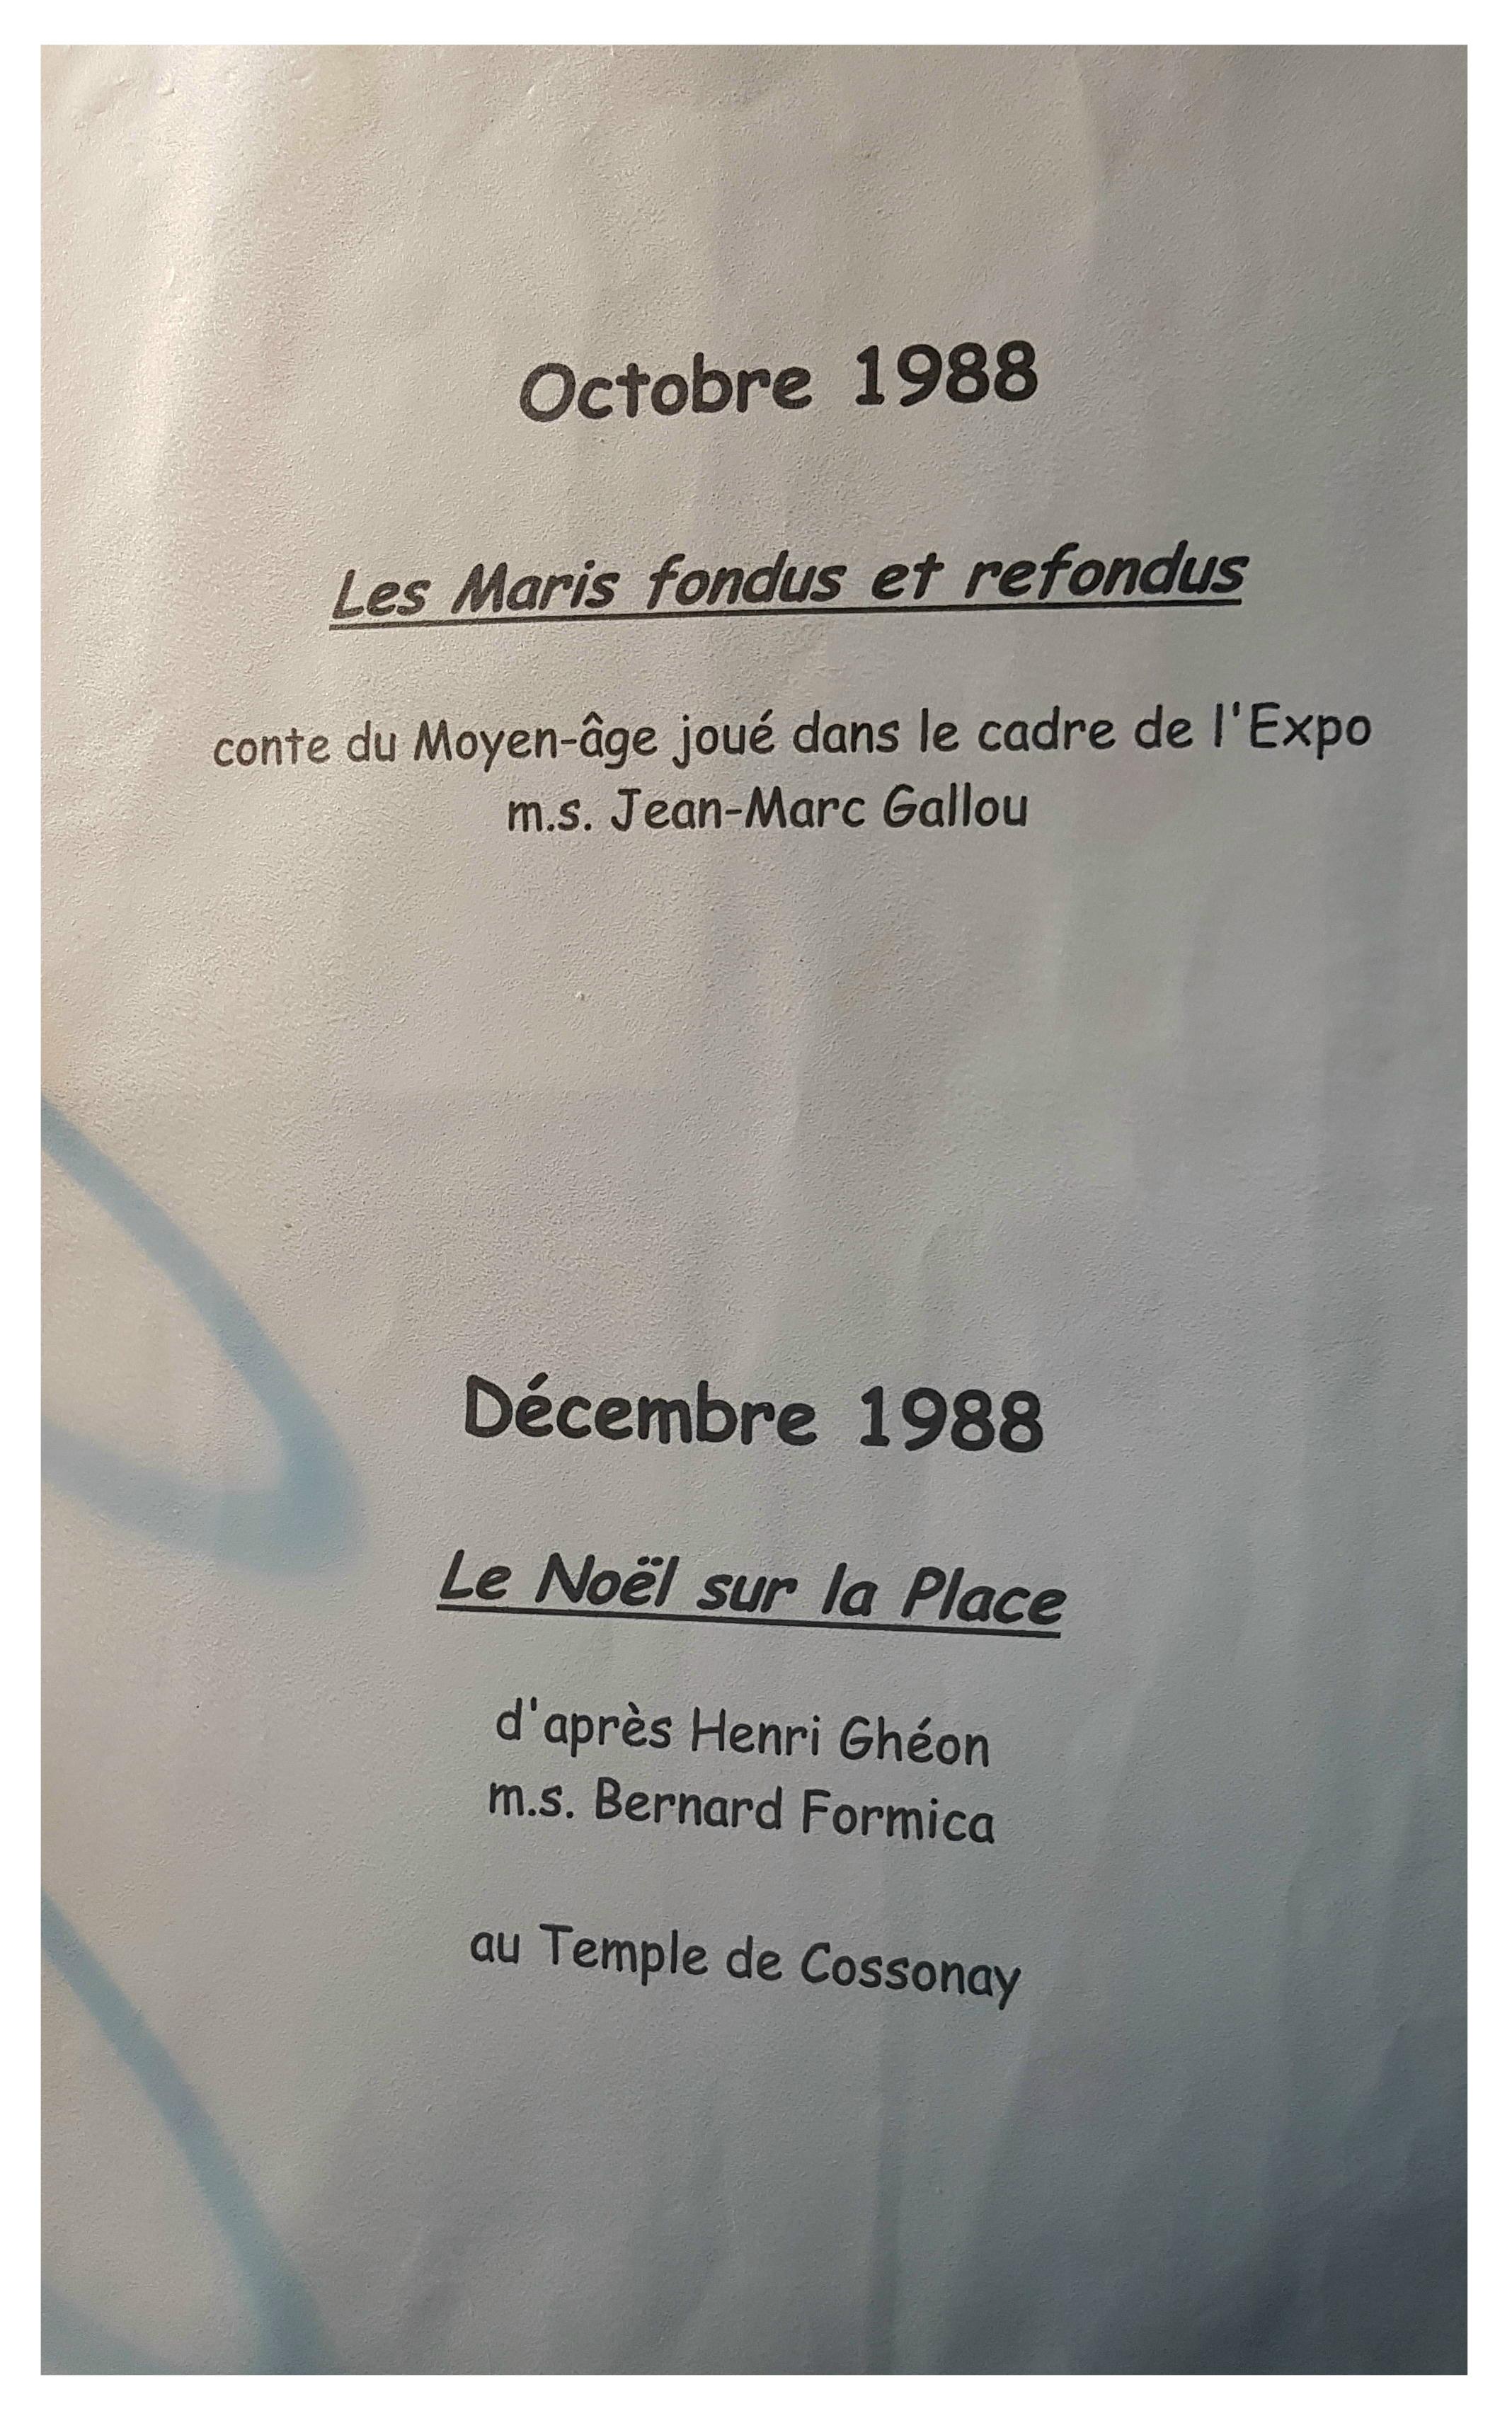 Octobre 1988
Les Maris fondus et refondus
conte du Moyen-âge joué dans le cadre de l'Expo
m.s. Jean-Marc Gallou
Décembre 1988
Le Noël sur la Place
d'après Henri Ghéon
m.s. Bernard Formica
au Temple de Cossonay